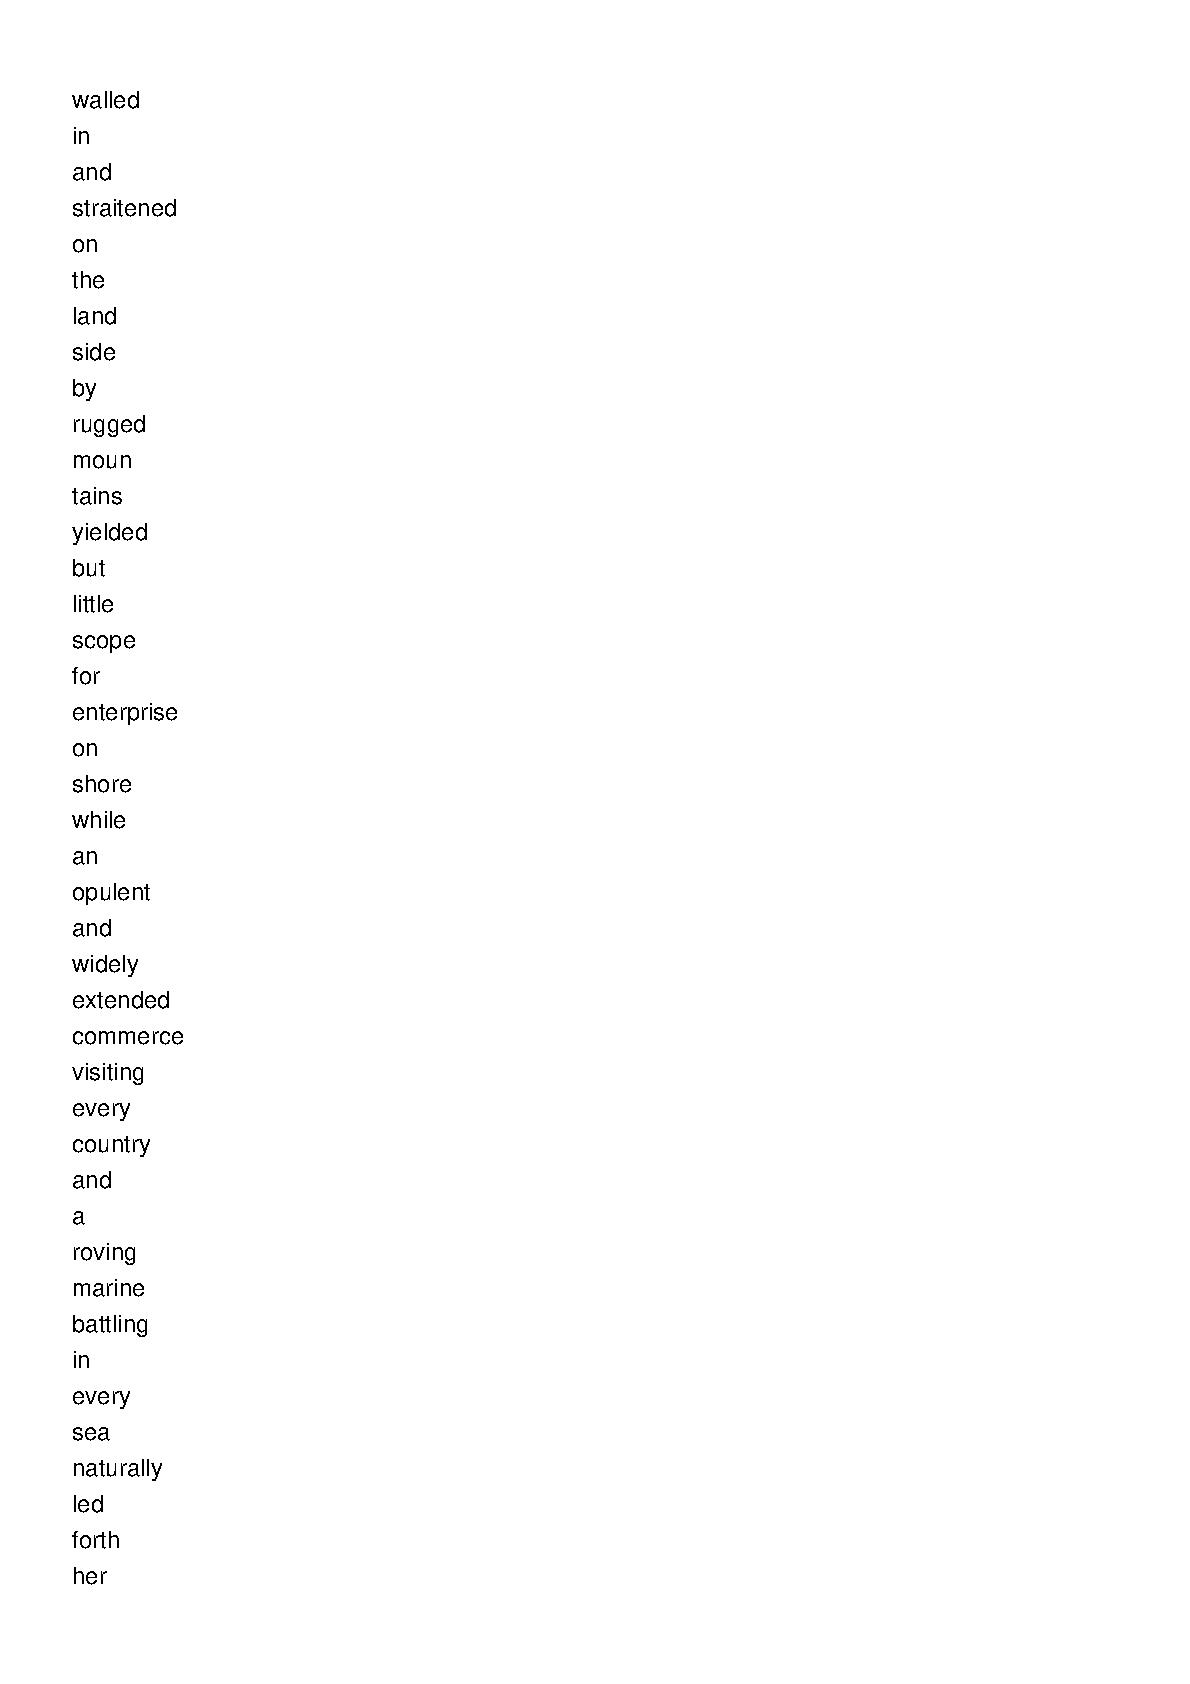 walled
in
and
straitened
on
the
land
side
by
rugged
moun
tains
yielded
but
little
scope
for
enterprise
on
shore
while
an
opulent
and
widely
extended
commerce
visiting
every
country
and
a
roving
marine
battling
in
every
sea
naturally
led
forth
her